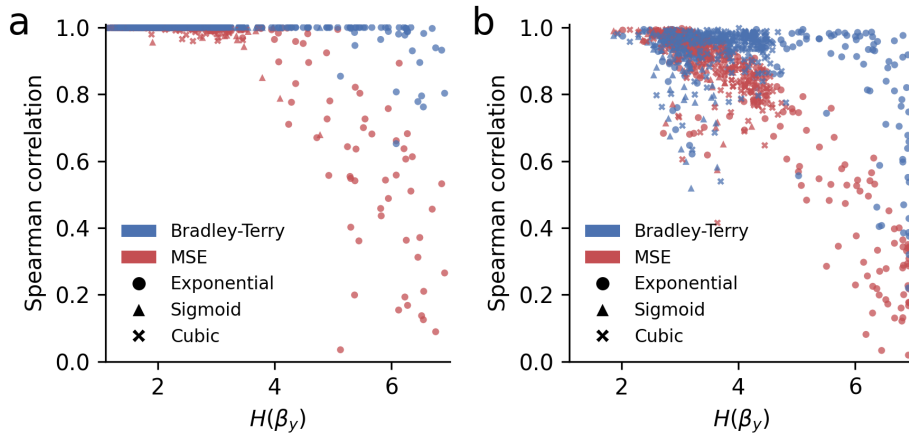 a
1.0
0.8
0.6
0.4
0.2
0.0
Spearman correlation
Bradley-Terry
MSE
Exponential
Sigmoid
Cubic
2 4 6
H(βy)
b
1.0
0.8
0.6
0.4
0.2
0.0
Spearman correlation
Bradley-Terry
MSE
Exponential
Sigmoid
Cubic
2 4 6
H(βy)